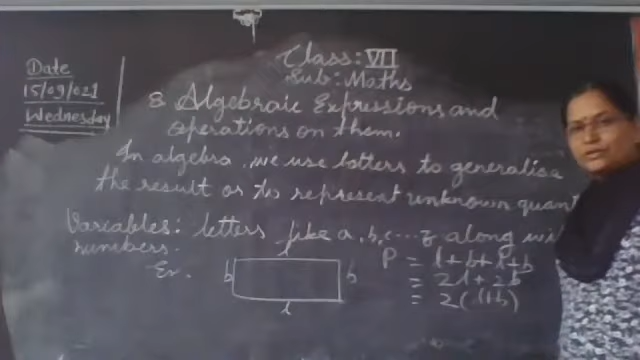 Class: VII
Sub: Maths
Date
15/09/021
Wednesday
8 Algebraic Expressions and
operations on them.
In algebra, we use letters to generalise
the result or to represent unknown quant
Variables: letters like a, b, c ... z along wi
numbers.
Ex.
l
b
b
l
P = l + b + l + b
= 2l + 2b
= 2(l+b)